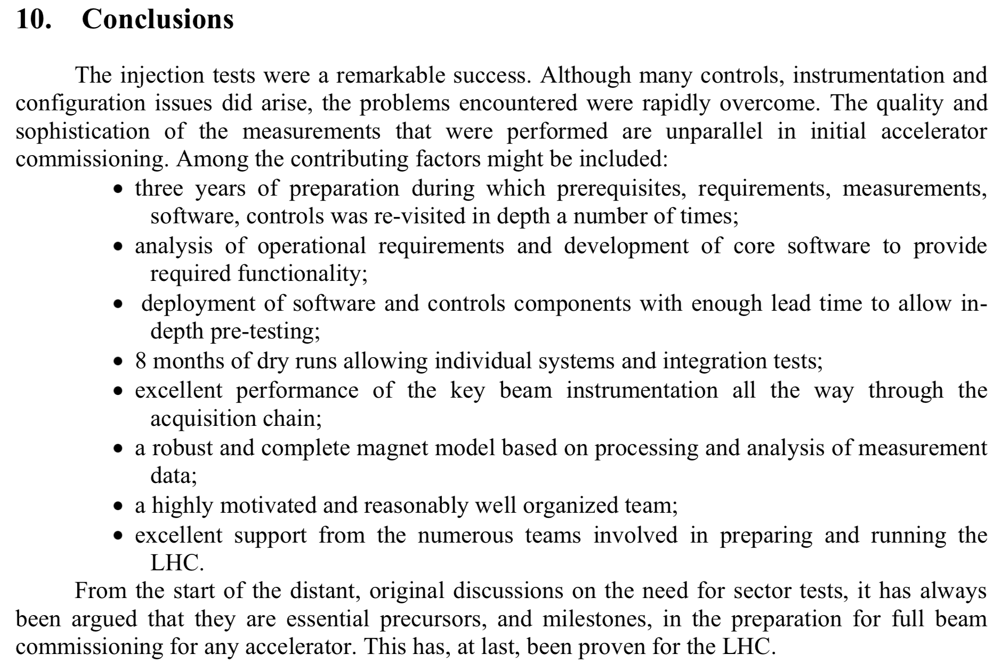 10. Conclusions
The injection tests were a remarkable success. Although many controls, instrumentation and
configuration issues did arise, the problems encountered were rapidly overcome. The quality and
sophistication of the measurements that were performed are unparallel in initial accelerator
commissioning. Among the contributing factors might be included:
• three years of preparation during which prerequisites, requirements, measurements,
software, controls was re-visited in depth a number of times;
• analysis of operational requirements and development of core software to provide
required functionality;
• deployment of software and controls components with enough lead time to allow in-
depth pre-testing;
• 8 months of dry runs allowing individual systems and integration tests;
• excellent performance of the key beam instrumentation all the way through the
acquisition chain;
• a robust and complete magnet model based on processing and analysis of measurement
data;
• a highly motivated and reasonably well organized team;
• excellent support from the numerous teams involved in preparing and running the
LHC.
From the start of the distant, original discussions on the need for sector tests, it has always
been argued that they are essential precursors, and milestones, in the preparation for full beam
commissioning for any accelerator. This has, at last, been proven for the LHC.